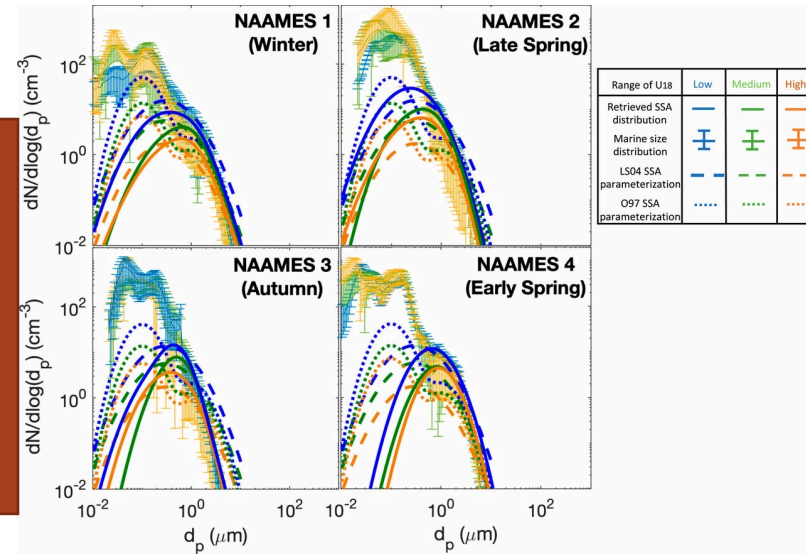 NAAMES 1
(Winter)
NAAMES 2
(Late Spring)
dN/dlog(d_p) (cm^-3)
10^2
10^0
10^-2
NAAMES 3
(Autumn)
NAAMES 4
(Early Spring)
dN/dlog(d_p) (cm^-3)
10^2
10^0
10^-2
10^-2 10^0 10^2 10^-2 10^0 10^2
d_p (μm) d_p (μm)
Range of U18 Low Medium High
Retrieved SSA
distribution
Marine size
distribution
LS04 SSA
parameterization
O97 SSA
parameterization